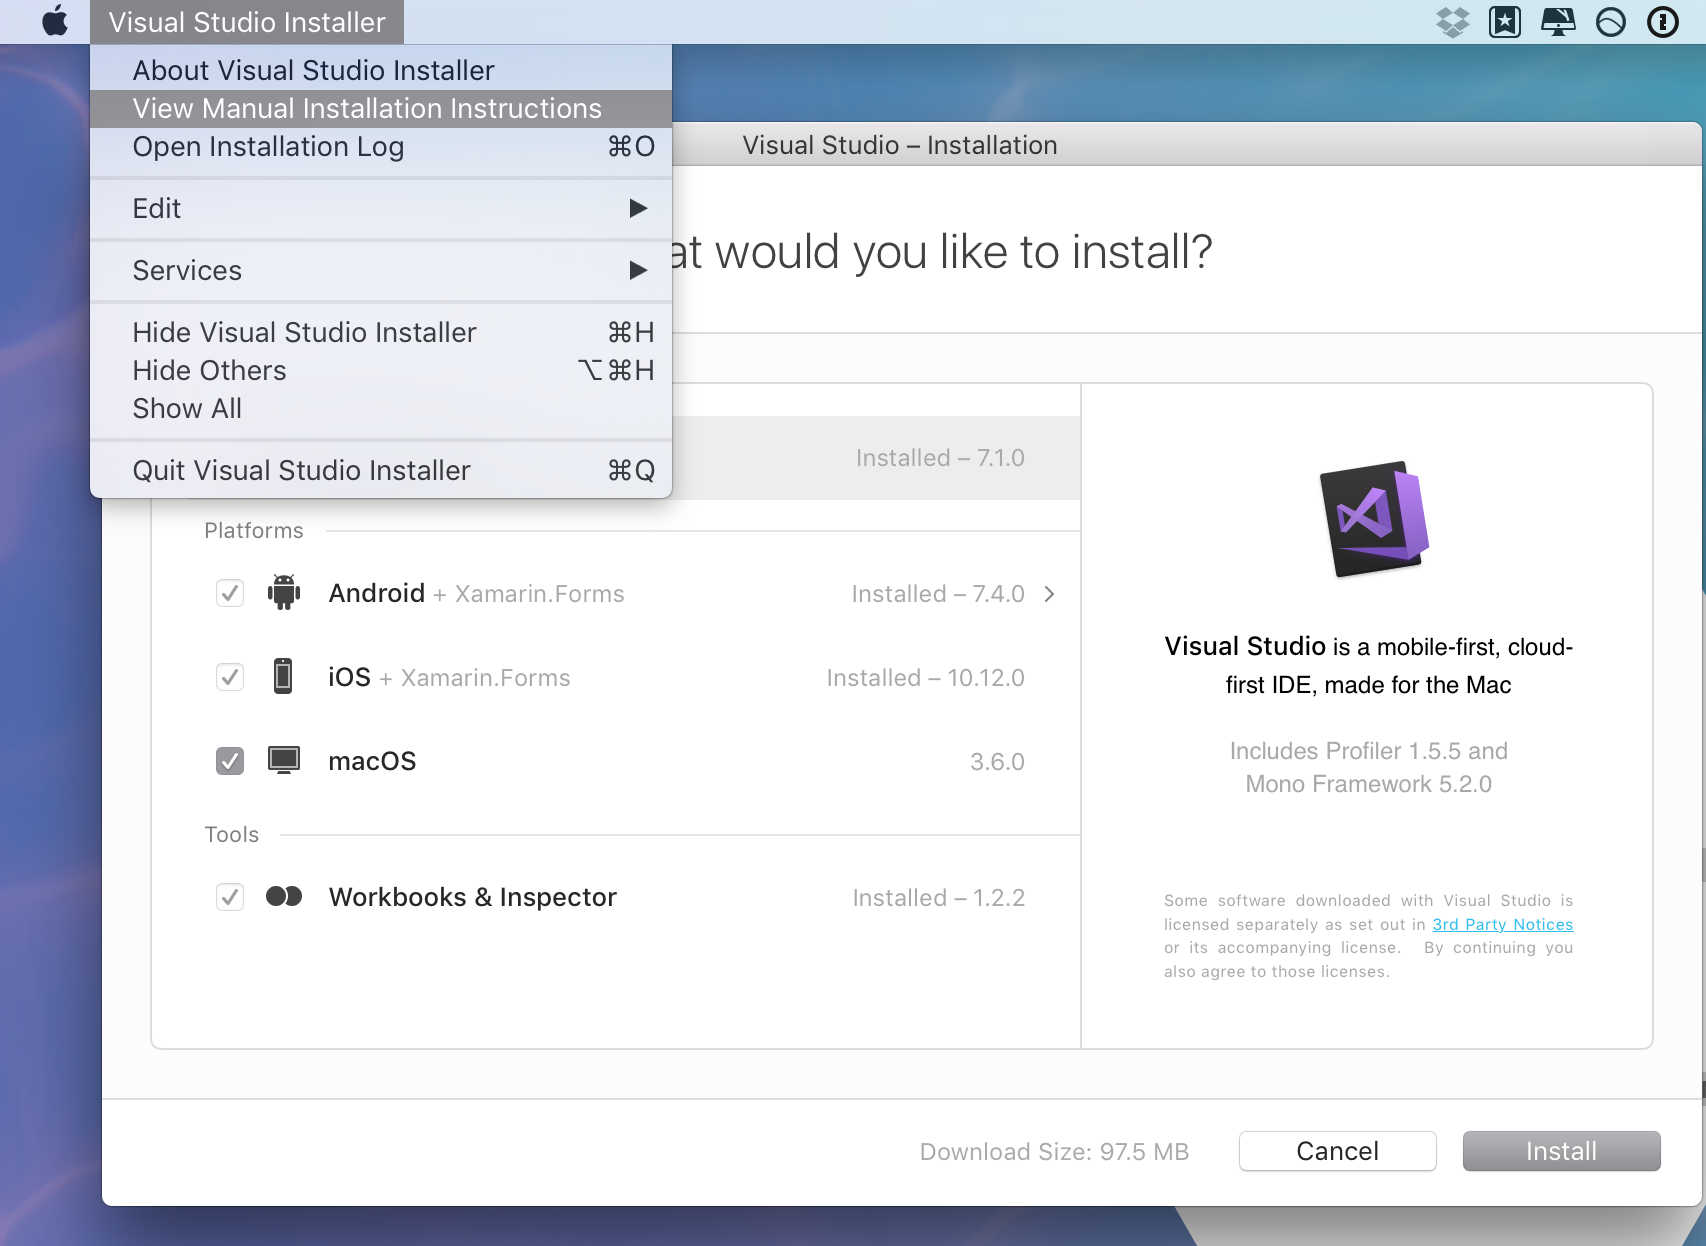 Visual Studio Installer
About Visual Studio Installer
View Manual Installation Instructions
Open Installation Log ⌘O
Edit ▶
Services ▶
Hide Visual Studio Installer ⌘H
Hide Others ⌥⌘H
Show All
Quit Visual Studio Installer ⌘Q
Visual Studio – Installation
would you like to install?
Installed – 7.1.0
Platforms
Android + Xamarin.Forms Installed – 7.4.0
iOS + Xamarin.Forms Installed – 10.12.0
macOS 3.6.0
Tools
Workbooks & Inspector Installed – 1.2.2
Visual Studio is a mobile-first, cloud-
first IDE, made for the Mac
Includes Profiler 1.5.5 and
Mono Framework 5.2.0
Some software downloaded with Visual Studio is
licensed separately as set out in 3rd Party Notices
or its accompanying license. By continuing you
also agree to those licenses.
Download Size: 97.5 MB
Cancel
Install